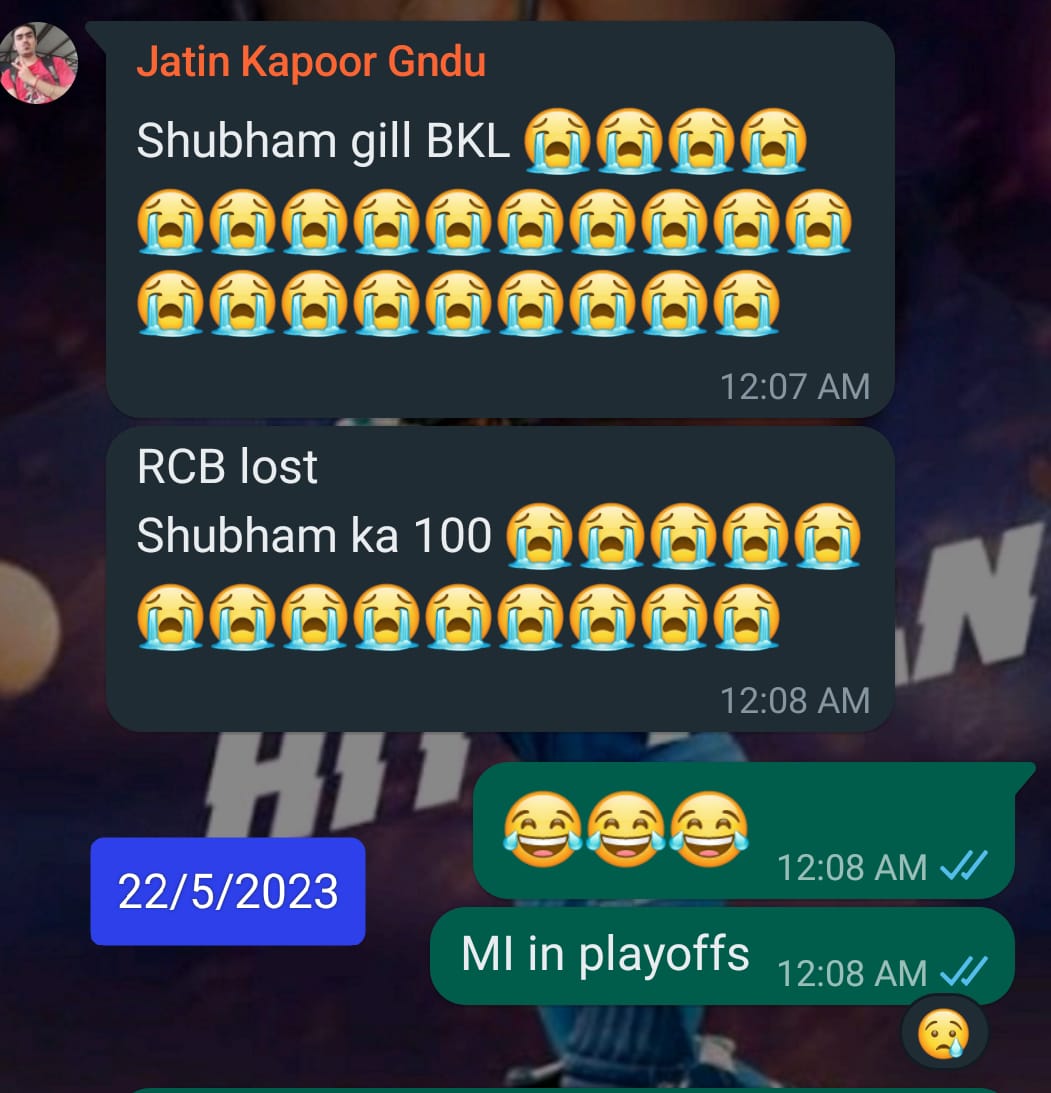 Jatin Kapoor Gndu
Shubham gill BKL 😭😭😭😭
😭😭😭😭😭😭😭😭😭😭
😭😭😭😭😭😭😭😭😭
12:07 AM
RCB lost
Shubham ka 100 😭😭😭😭😭
😭😭😭😭😭😭😭😭😭
12:08 AM
😂😂😂 12:08 AM
22/5/2023
MI in playoffs 12:08 AM
😢